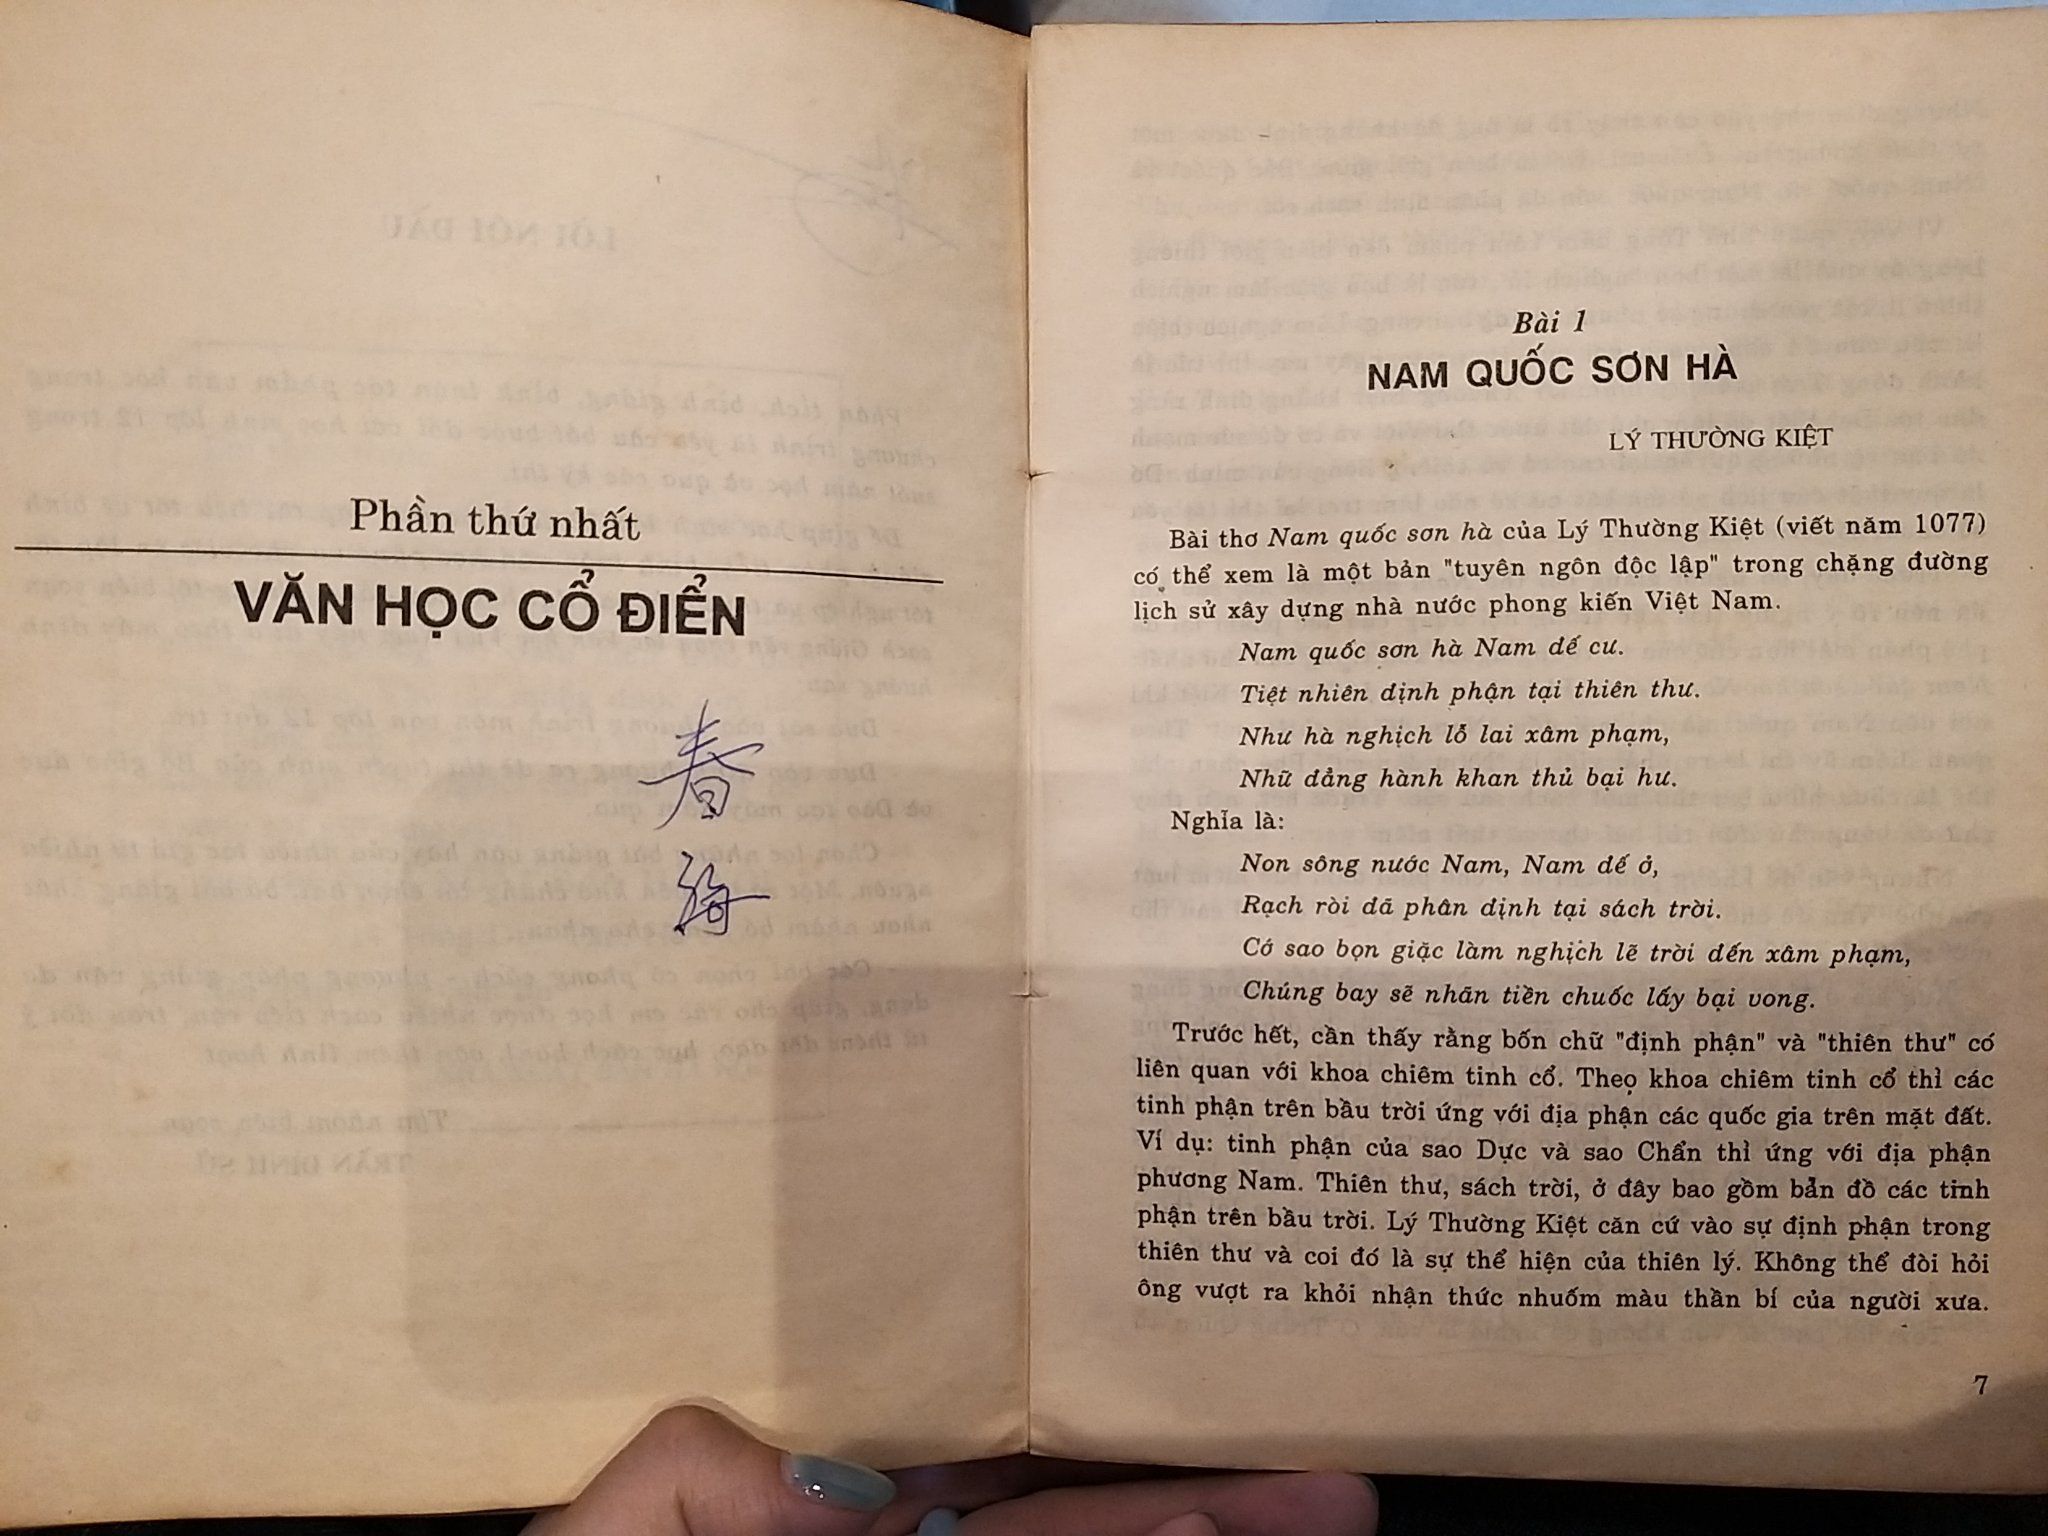 Phần thứ nhất
VĂN HỌC CỔ ĐIỂN
春
海
Bài 1
NAM QUỐC SƠN HÀ
LÝ THƯỜNG KIỆT
Bài thơ Nam quốc sơn hà của Lý Thường Kiệt (viết năm 1077)
có thể xem là một bản "tuyên ngôn độc lập" trong chặng đường
lịch sử xây dựng nhà nước phong kiến Việt Nam.
Nam quốc sơn hà Nam đế cư.
Tiệt nhiên định phận tại thiên thư.
Như hà nghịch lỗ lai xâm phạm,
Nhữ đẳng hành khan thủ bại hư.
Nghĩa là:
Non sông nước Nam, Nam đế ở,
Rạch ròi đã phân định tại sách trời.
Cớ sao bọn giặc làm nghịch lẽ trời đến xâm phạm,
Chúng bay sẽ nhãn tiền chuốc lấy bại vong.
Trước hết, cần thấy rằng bốn chữ "định phận" và "thiên thư" có
liên quan với khoa chiêm tinh cổ. Theo khoa chiêm tinh cổ thì các
tinh phận trên bầu trời ứng với địa phận các quốc gia trên mặt đất.
Ví dụ: tinh phận của sao Dực và sao Chẩn thì ứng với địa phận
phương Nam. Thiên thư, sách trời, ở đây bao gồm bản đồ các tinh
phận trên bầu trời. Lý Thường Kiệt căn cứ vào sự định phận trong
thiên thư và coi đó là sự thể hiện của thiên lý. Không thể đòi hỏi
ông vượt ra khỏi nhận thức nhuốm màu thần bí của người xưa.
7